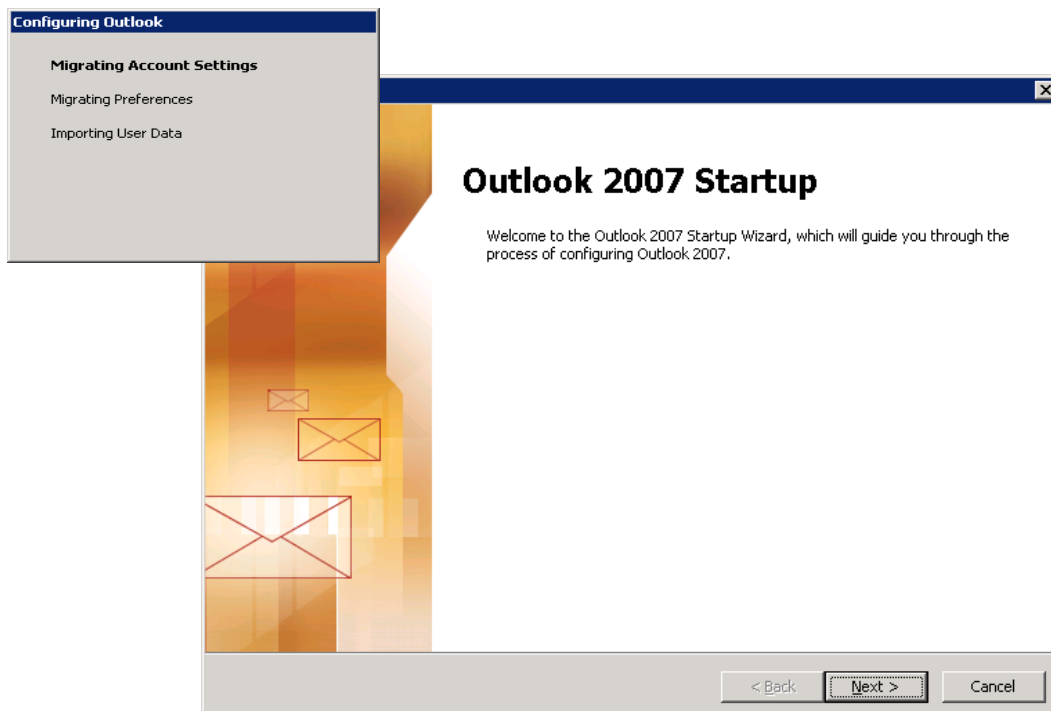 Configuring Outlook
Migrating Account Settings
Migrating Preferences
Importing User Data
Outlook 2007 Startup
Welcome to the Outlook 2007 Startup Wizard, which will guide you through the
process of configuring Outlook 2007.
< Back
Next >
Cancel